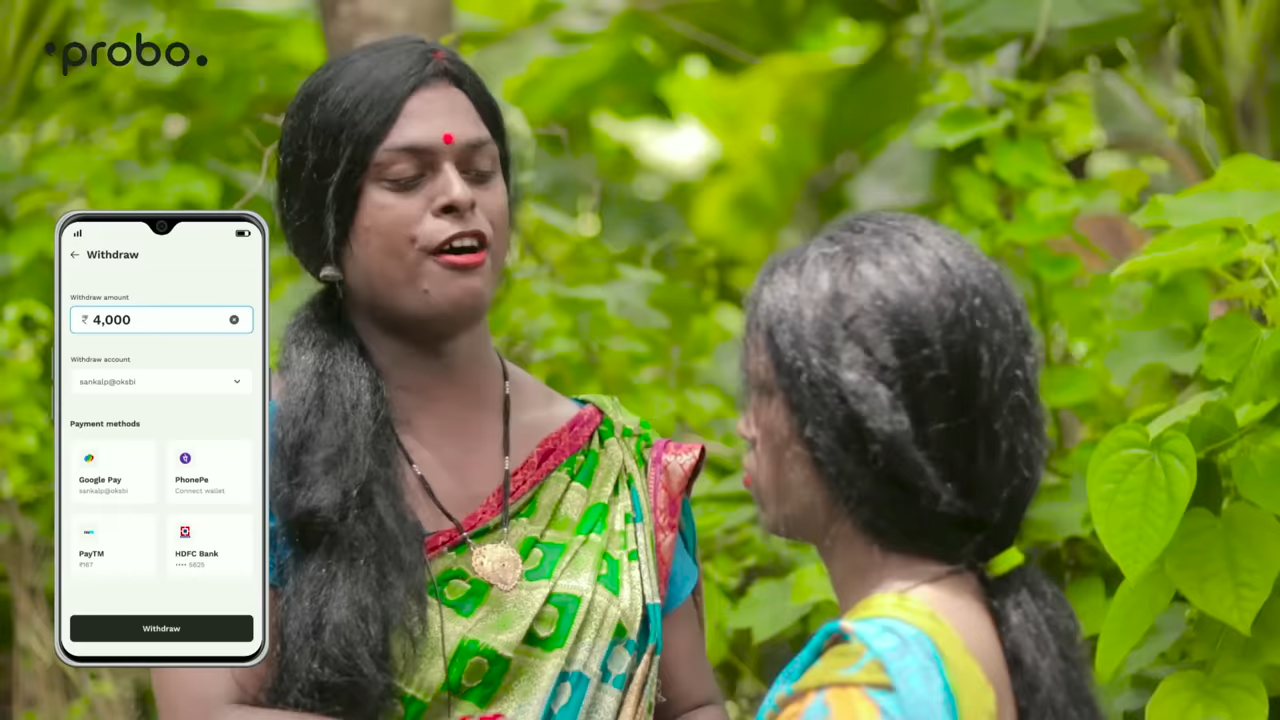 probo.
Withdraw
Withdraw amount
₹ 4,000
Withdraw account
sankalp@oksbi
Payment methods
Google Pay
sankalp@oksbi
PhonePe
Connect wallet
PayTM
₹167
HDFC Bank
•••• 5625
Withdraw